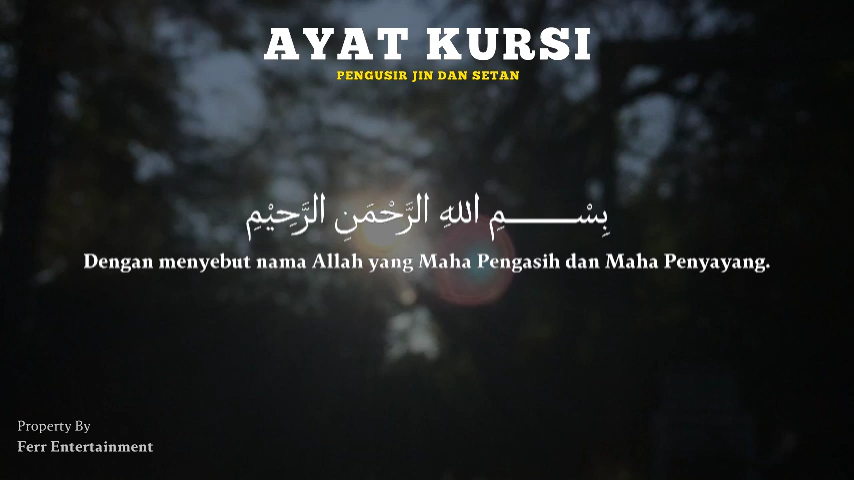 AYAT KURSI
PENGUSIR JIN DAN SETAN
بِسْــــــــمِ اللهِ الرَّحْمَنِ الرَّحِيْمِ
Dengan menyebut nama Allah yang Maha Pengasih dan Maha Penyayang.
Property By
Ferr Entertainment